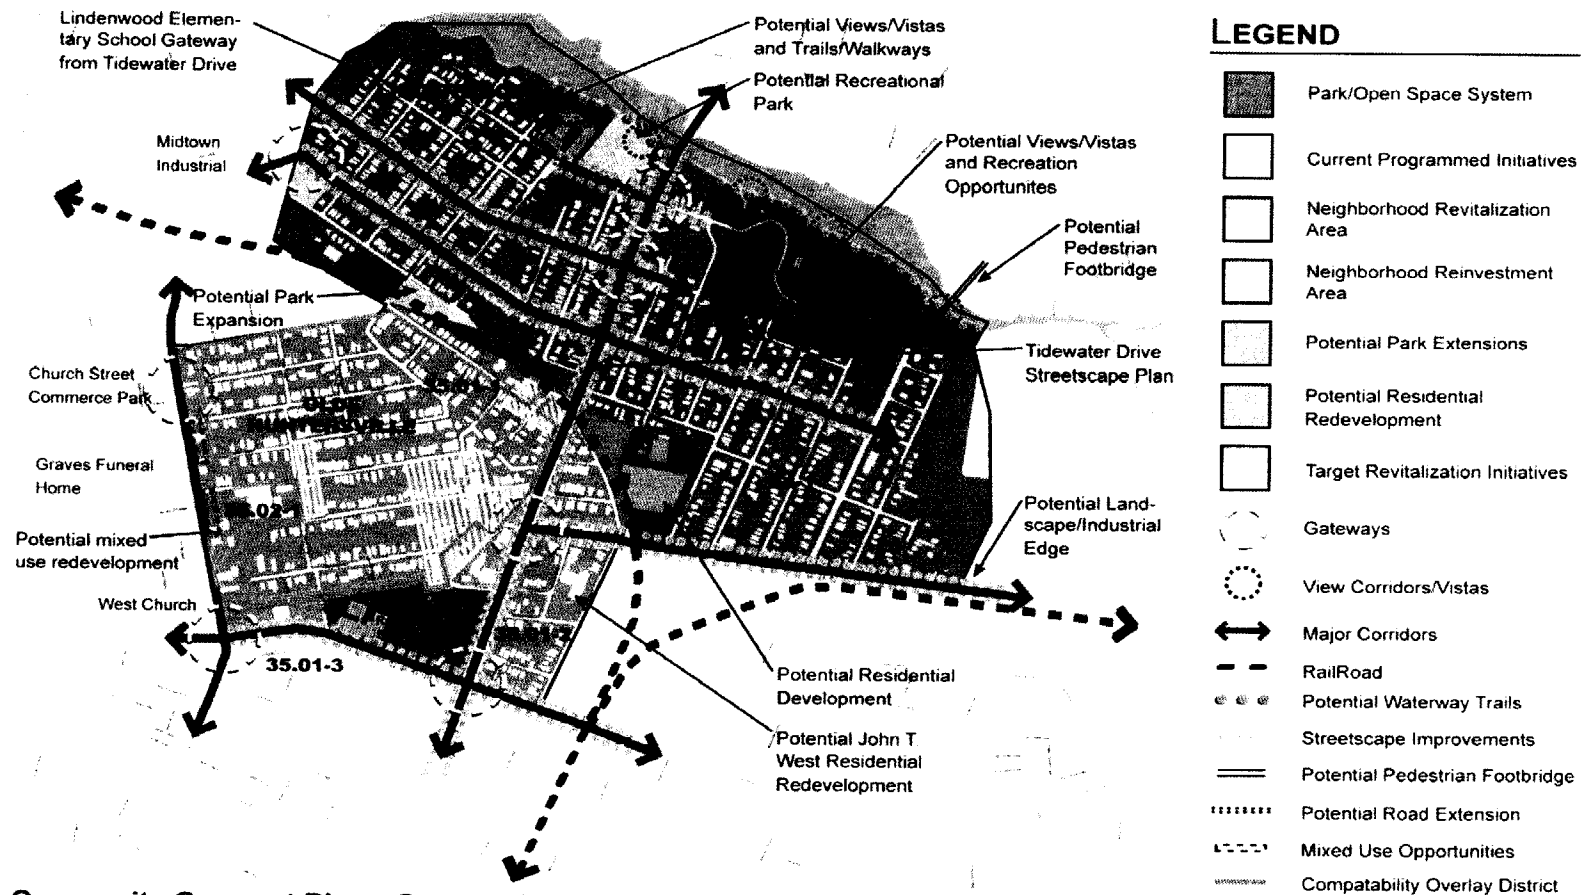 Lindenwood Elemen-
tary School Gateway
from Tidewater Drive
Potential Views/Vistas
and Trails/Walkways
Potential Recreational
Park
Midtown
Industrial
Potential Views/Vistas
and Recreation
Opportunites
Potential
Pedestrian
Footbridge
Potential Park
Expansion
Tidewater Drive
Streetscape Plan
Church Street
Commerce Park
OLDE
HUNTERSVILLE
Graves Funeral
Home
Potential mixed
use redevelopment
Potential Land-
scape/Industrial
Edge
West Church
35.01-3
Potential Residential
Development
Potential John T
West Residential
Redevelopment
LEGEND
Park/Open Space System
Current Programmed Initiatives
Neighborhood Revitalization
Area
Neighborhood Reinvestment
Area
Potential Park Extensions
Potential Residential
Redevelopment
Target Revitalization Initiatives
Gateways
View Corridors/Vistas
Major Corridors
RailRoad
Potential Waterway Trails
Streetscape Improvements
Potential Pedestrian Footbridge
Potential Road Extension
Mixed Use Opportunities
Compatability Overlay District